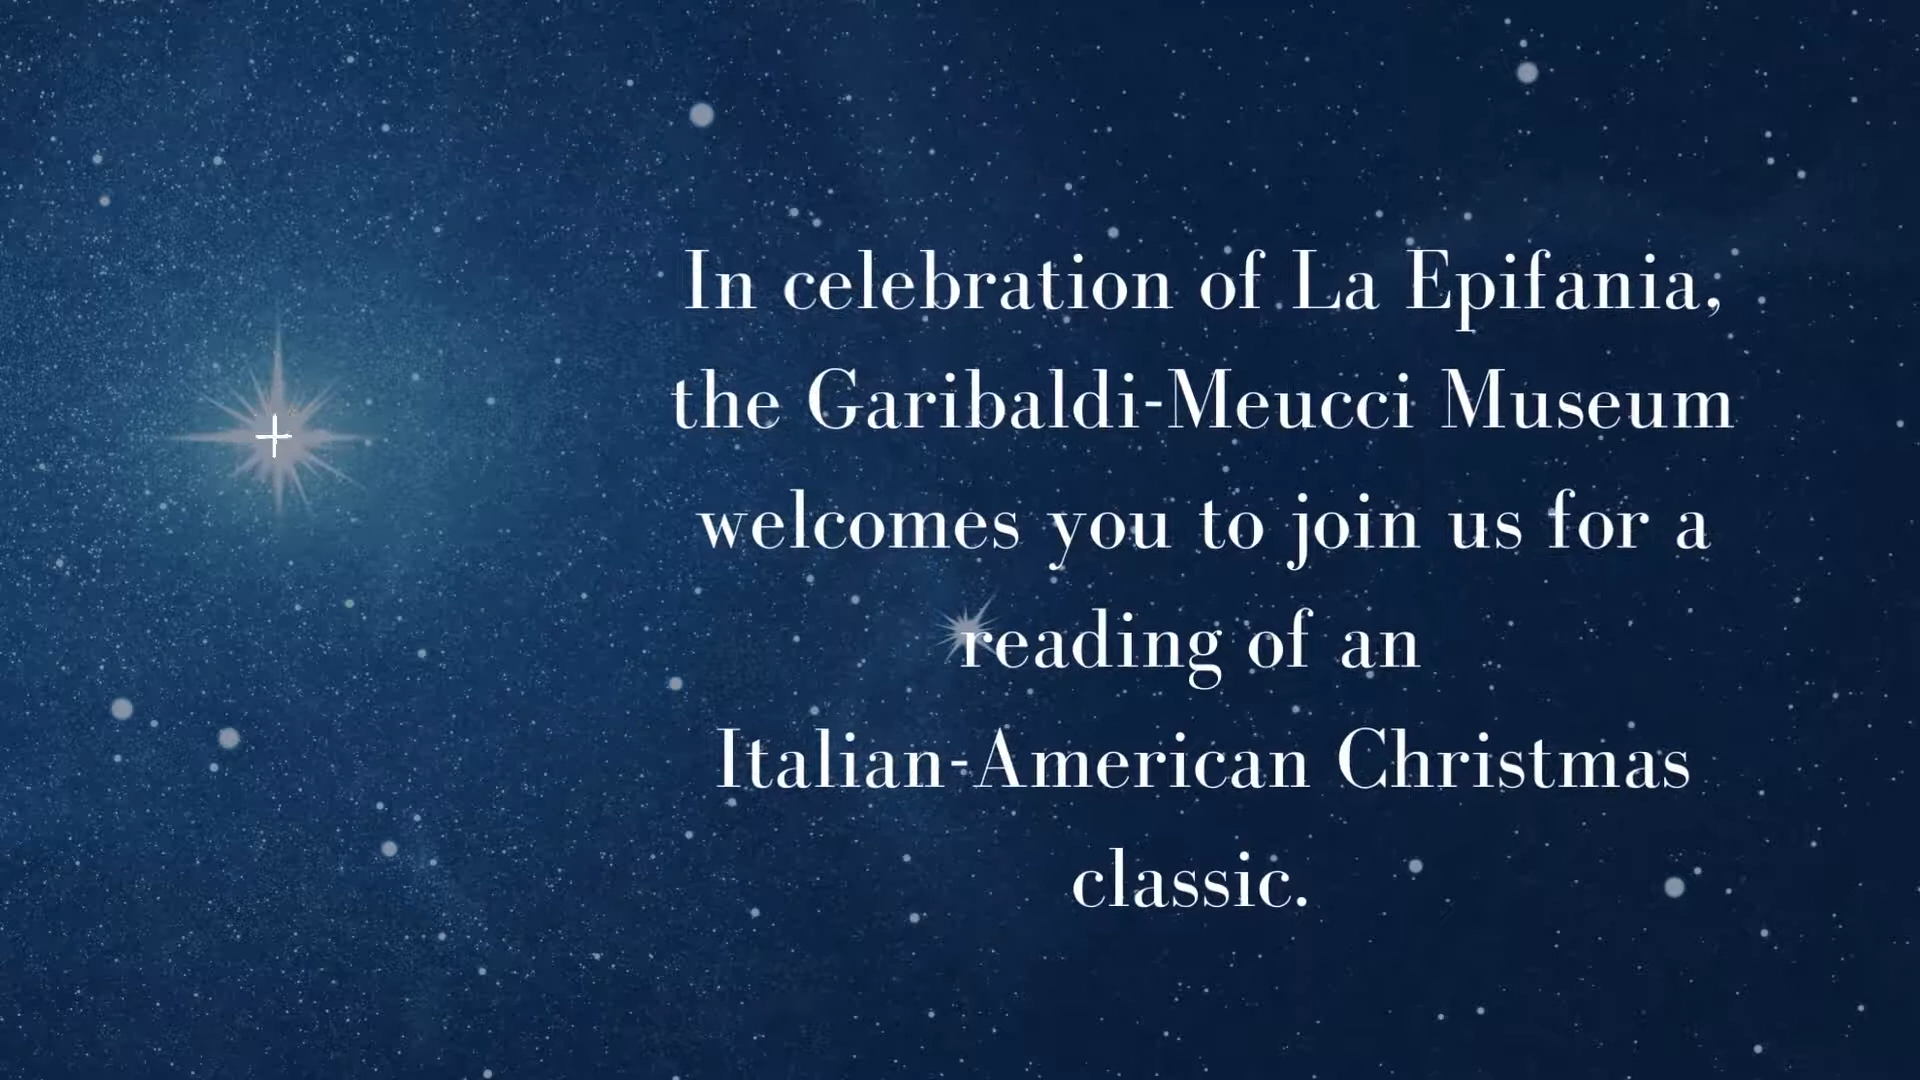 In celebration of La Epifania,
the Garibaldi-Meucci Museum
welcomes you to join us for a
reading of an
Italian-American Christmas
classic.